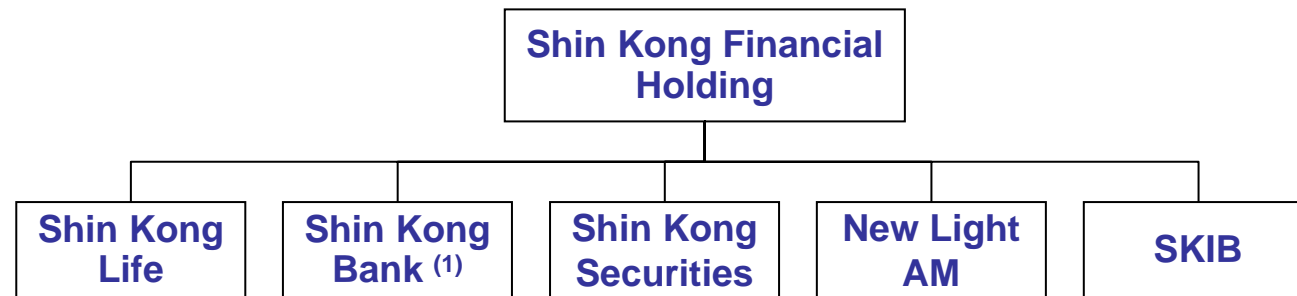 Shin Kong Financial
Holding
Shin Kong
Life
Shin Kong
Bank (1)
Shin Kong
Securities
New Light
AM
SKIB